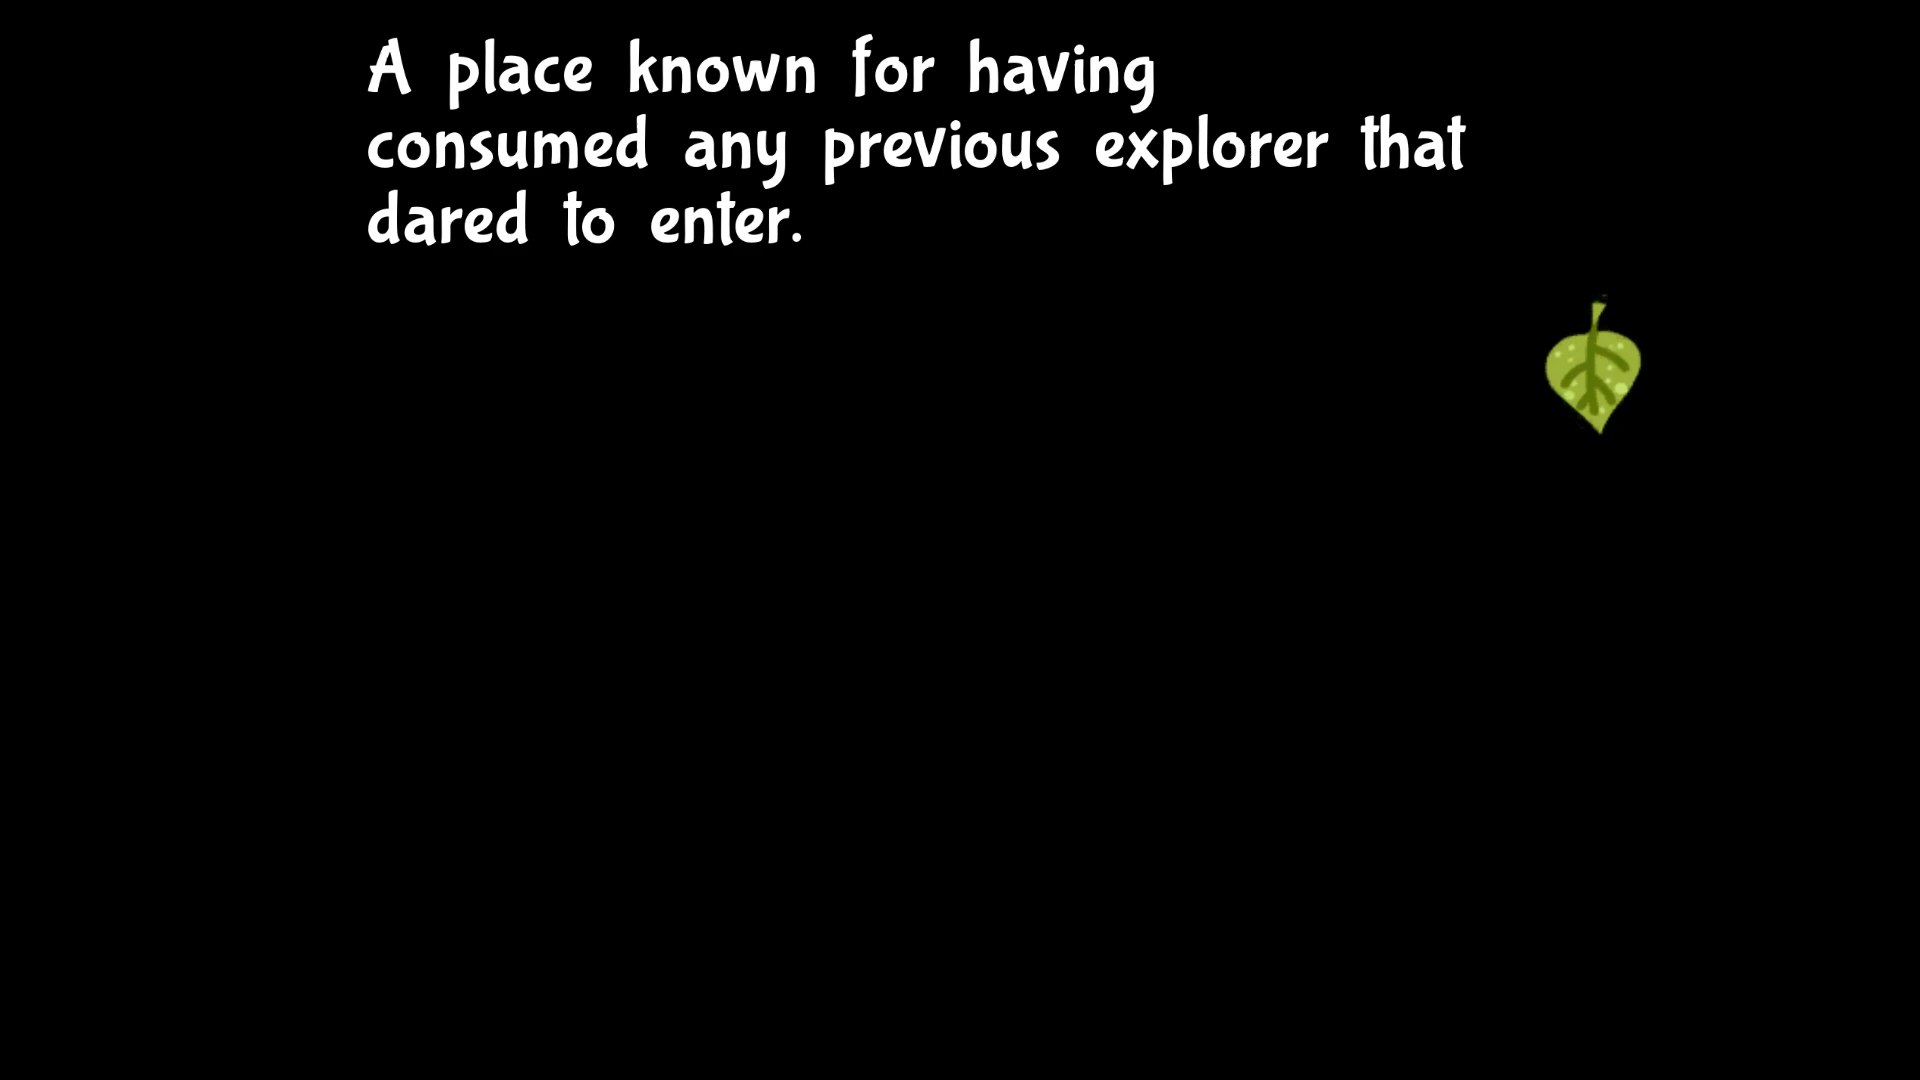 A place known for having
consumed any previous explorer that
dared to enter.